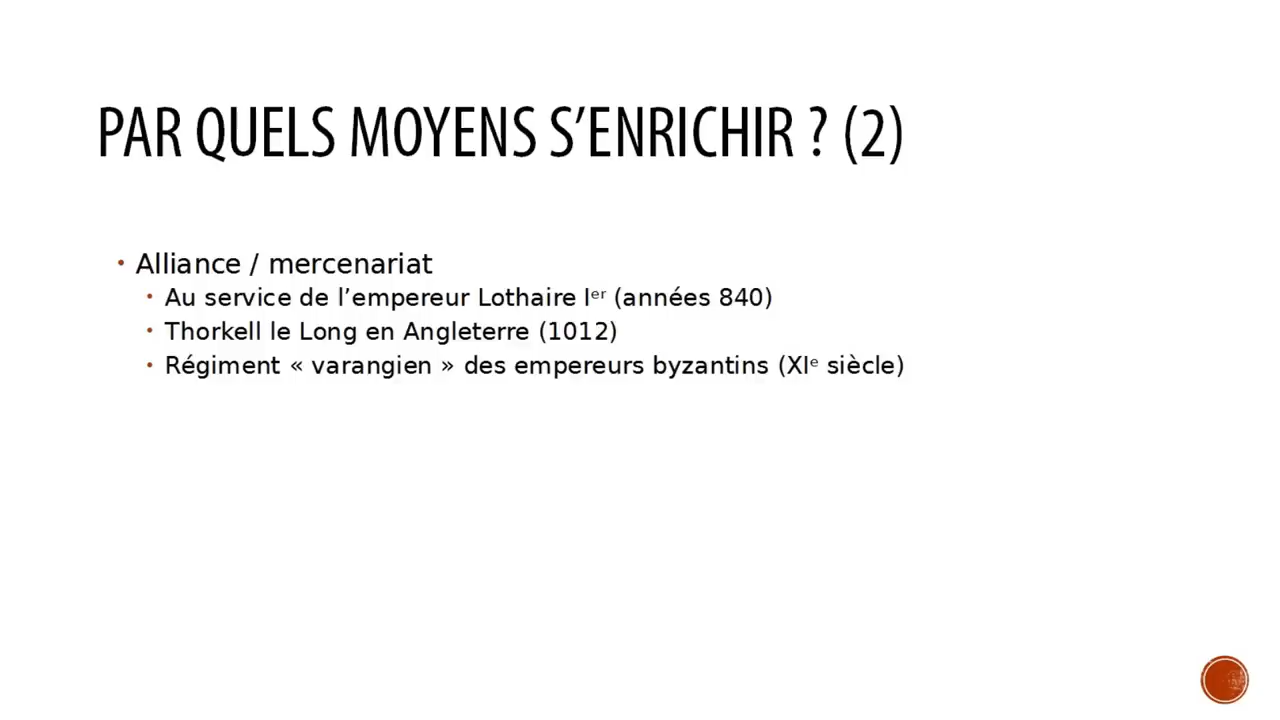 PAR QUELS MOYENS S’ENRICHIR ? (2)
• Alliance / mercenariat
• Au service de l’empereur Lothaire Iᵉʳ (années 840)
• Thorkell le Long en Angleterre (1012)
• Régiment « varangien » des empereurs byzantins (XIᵉ siècle)